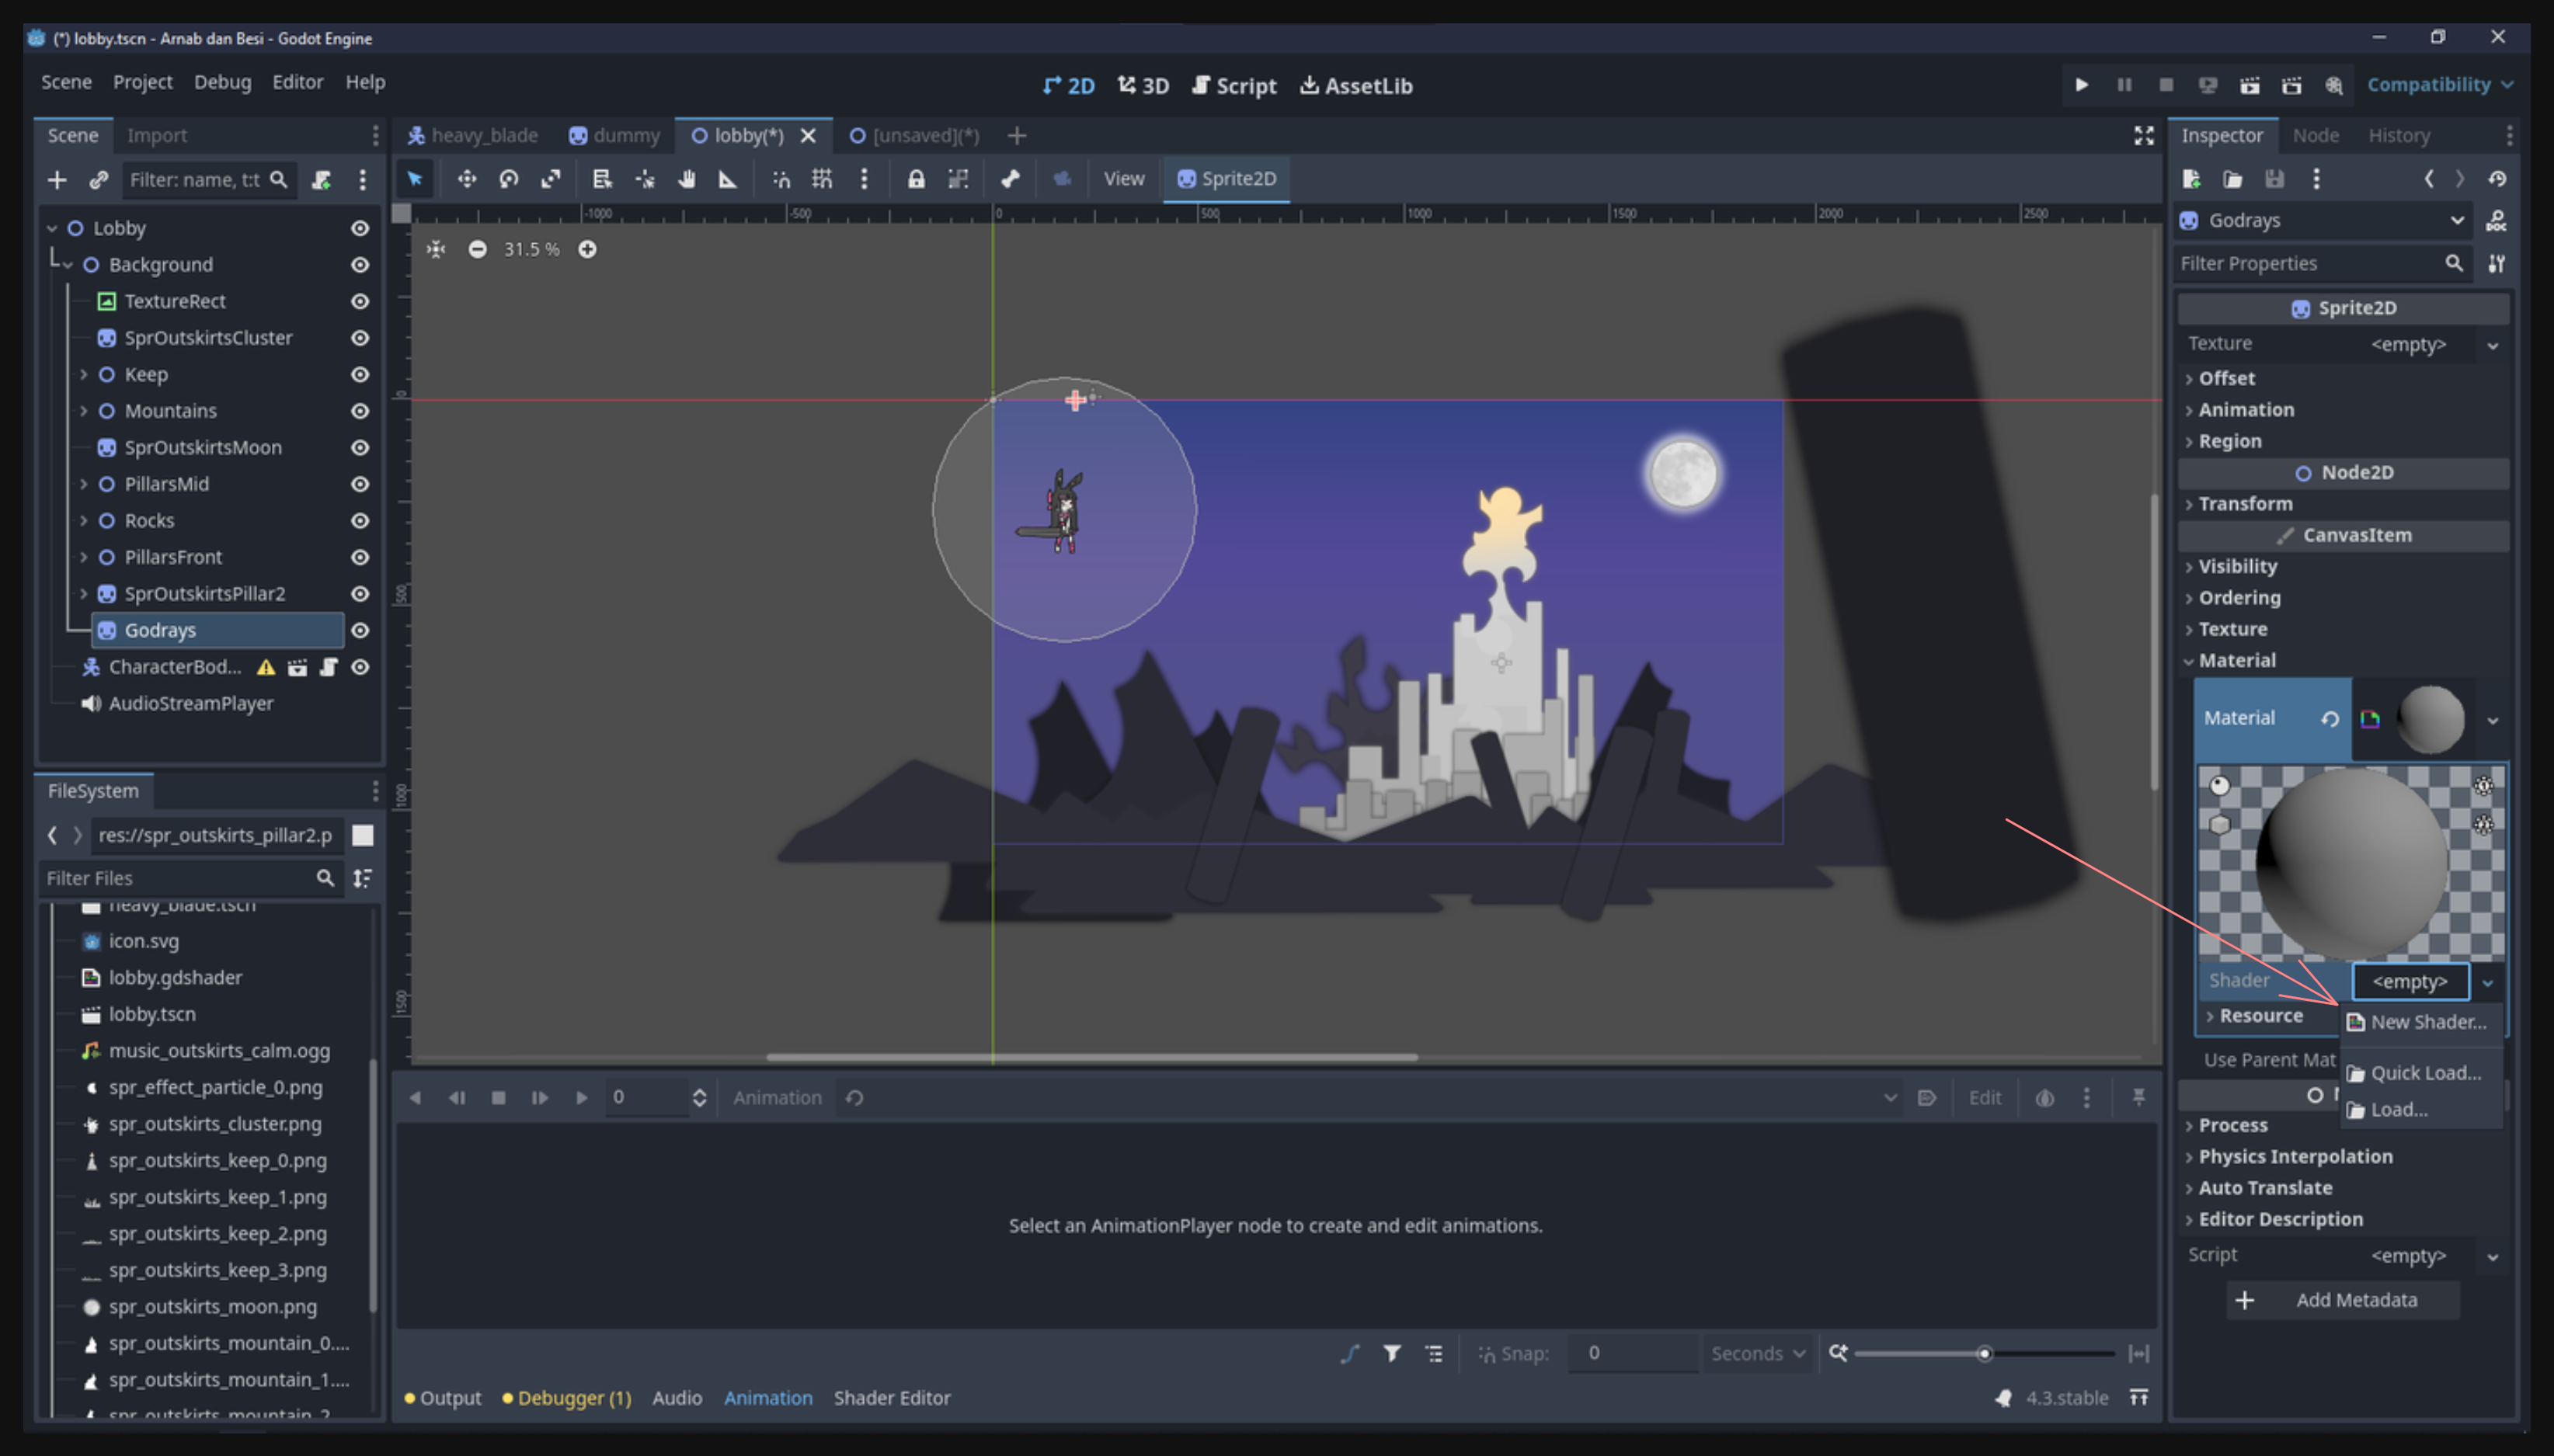 (*) lobby.tscn - Arnab dan Besi - Godot Engine
Scene Project Debug Editor Help
2D 3D Script AssetLib
Compatibility
Scene Import
heavy_blade dummy lobby(*) [unsaved](*)
Inspector Node History
Filter: name, t:t
View Sprite2D
Godrays
Filter Properties
-1000 -500 0 500 1000 1500 2000 2500
31.5 %
0
500
1000
1500
Lobby
Background
TextureRect
SprOutskirtsCluster
Keep
Mountains
SprOutskirtsMoon
PillarsMid
Rocks
PillarsFront
SprOutskirtsPillar2
Godrays
CharacterBod...
AudioStreamPlayer
FileSystem
res://spr_outskirts_pillar2.p
Filter Files
heavy_blade.tscn
icon.svg
lobby.gdshader
lobby.tscn
music_outskirts_calm.ogg
spr_effect_particle_0.png
spr_outskirts_cluster.png
spr_outskirts_keep_0.png
spr_outskirts_keep_1.png
spr_outskirts_keep_2.png
spr_outskirts_keep_3.png
spr_outskirts_moon.png
spr_outskirts_mountain_0....
spr_outskirts_mountain_1....
spr_outskirts_mountain_2
0 Animation Edit
Select an AnimationPlayer node to create and edit animations.
Snap: 0 Seconds
Output Debugger (1) Audio Animation Shader Editor
4.3.stable
Sprite2D
Texture <empty>
Offset
Animation
Region
Node2D
Transform
CanvasItem
Visibility
Ordering
Texture
Material
Material
Shader <empty>
Resource
New Shader...
Use Parent Mat
Quick Load...
Load...
Process
Physics Interpolation
Auto Translate
Editor Description
Script <empty>
Add Metadata